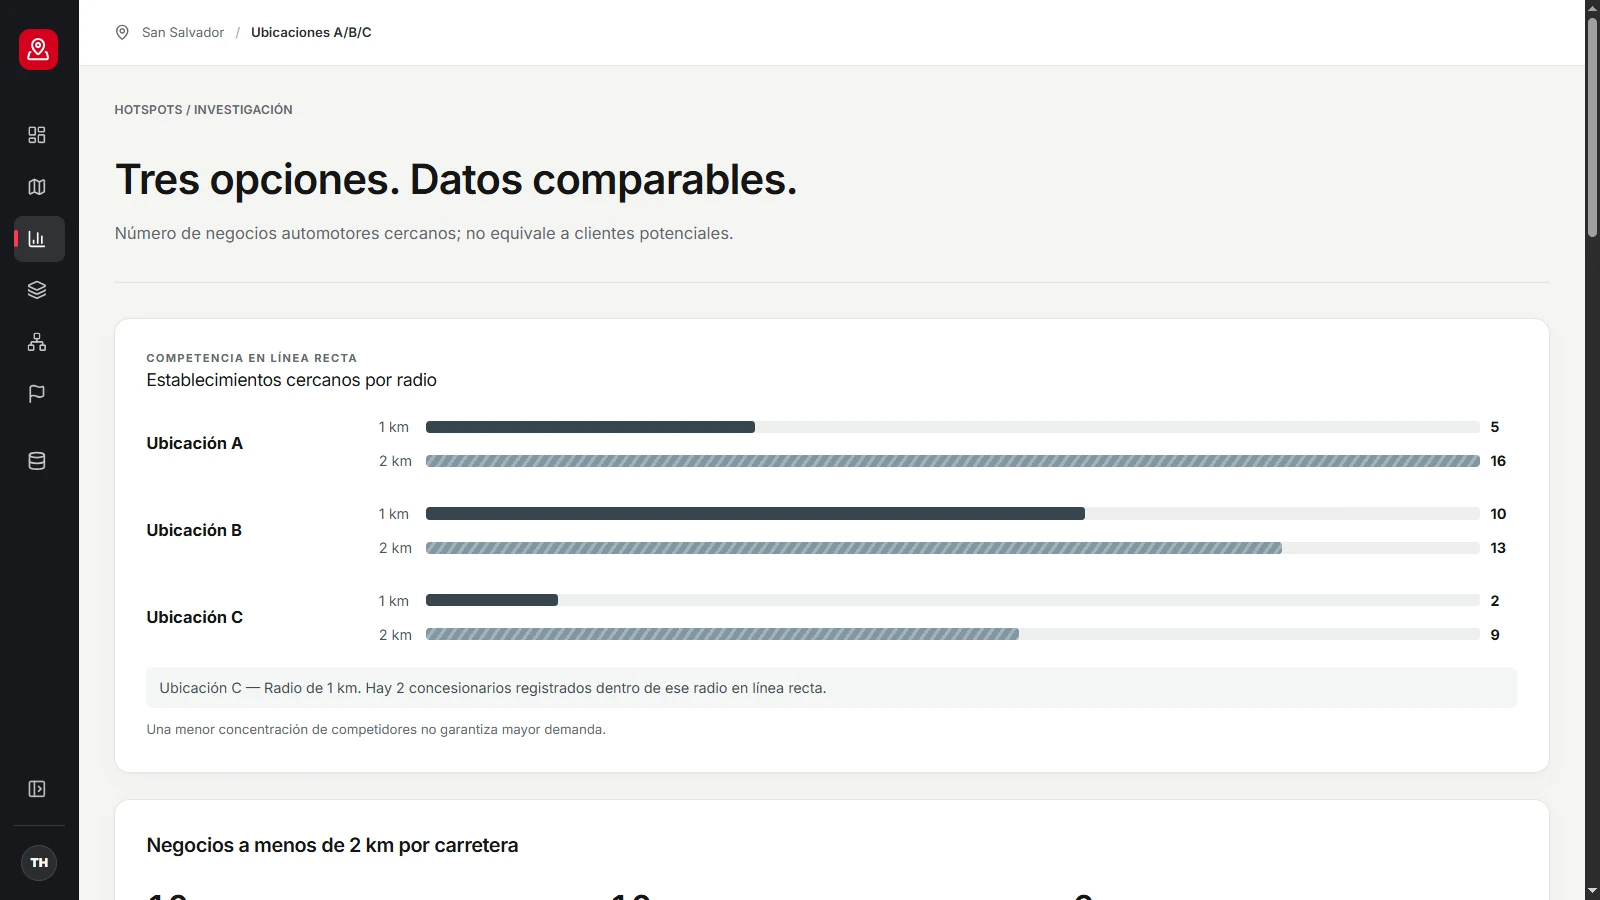 San Salvador / Ubicaciones A/B/C
HOTSPOTS / INVESTIGACIÓN
Tres opciones. Datos comparables.
Número de negocios automotores cercanos; no equivale a clientes potenciales.
COMPETENCIA EN LÍNEA RECTA
Establecimientos cercanos por radio
Ubicación A
1 km 5
2 km 16
Ubicación B
1 km 10
2 km 13
Ubicación C
1 km 2
2 km 9
Ubicación C — Radio de 1 km. Hay 2 concesionarios registrados dentro de ese radio en línea recta.
Una menor concentración de competidores no garantiza mayor demanda.
Negocios a menos de 2 km por carretera
TH